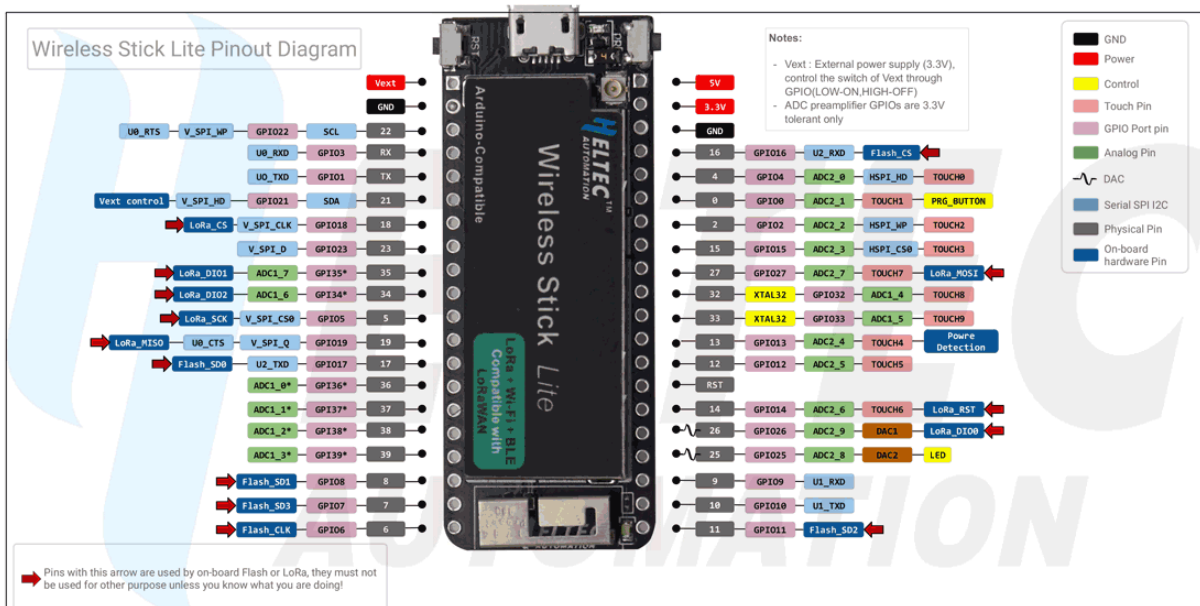 Wireless Stick Lite Pinout Diagram
RST
Notes:
- Vext : External power supply (3.3V),
control the switch of Vext through
GPIO(LOW-ON,HIGH-OFF)
- ADC preamplifier GPIOs are 3.3V
tolerant only
GND
Power
Control
Touch Pin
GPIO Port pin
Analog Pin
DAC
Serial SPI I2C
Physical Pin
On-board
hardware Pin
Vext
GND
U0_RTS V_SPI_WP GPIO22 SCL 22
U0_RXD GPIO3 RX
U0_TXD GPIO1 TX
Vext control V_SPI_HD GPIO21 SDA 21
LoRa_CS V_SPI_CLK GPIO18 18
V_SPI_D GPIO23 23
LoRa_DIO1 ADC1_7 GPI35* 35
LoRa_DIO2 ADC1_6 GPI34* 34
LoRa_SCK V_SPI_CS0 GPIO5 5
LoRa_MISO U0_CTS V_SPI_Q GPIO19 19
Flash_SD0 U2_TXD GPIO17 17
ADC1_0* GPI36* 36
ADC1_1* GPI37* 37
ADC1_2* GPI38* 38
ADC1_3* GPI39* 39
Flash_SD1 GPIO8 8
Flash_SD3 GPIO7 7
Flash_CLK GPIO6 6
Arduino-Compatible
Wireless Stick Lite
HELTEC
AUTOMATION
TM
LoRa + Wi-Fi + BLE
Compatible with
LoRaWAN
5V
3.3V
GND
16 GPIO16 U2_RXD Flash_CS
4 GPIO4 ADC2_0 HSPI_HD TOUCH0
0 GPIO0 ADC2_1 TOUCH1 PRG_BUTTON
2 GPIO2 ADC2_2 HSPI_WP TOUCH2
15 GPIO15 ADC2_3 HSPI_CS0 TOUCH3
27 GPIO27 ADC2_7 TOUCH7 LoRa_MOSI
32 XTAL32 GPIO32 ADC1_4 TOUCH8
33 XTAL32 GPIO33 ADC1_5 TOUCH9
13 GPIO13 ADC2_4 TOUCH4 Powre
Detection
12 GPIO12 ADC2_5 TOUCH5
RST
14 GPIO14 ADC2_6 TOUCH6 LoRa_RST
26 GPIO26 ADC2_9 DAC1 LoRa_DIO0
25 GPIO25 ADC2_8 DAC2 LED
9 GPIO9 U1_RXD
10 GPIO10 U1_TXD
11 GPIO11 Flash_SD2
Pins with this arrow are used by on-board Flash or LoRa, they must not
be used for other purpose unless you know what you are doing!
HELTEC
AUTOMATION